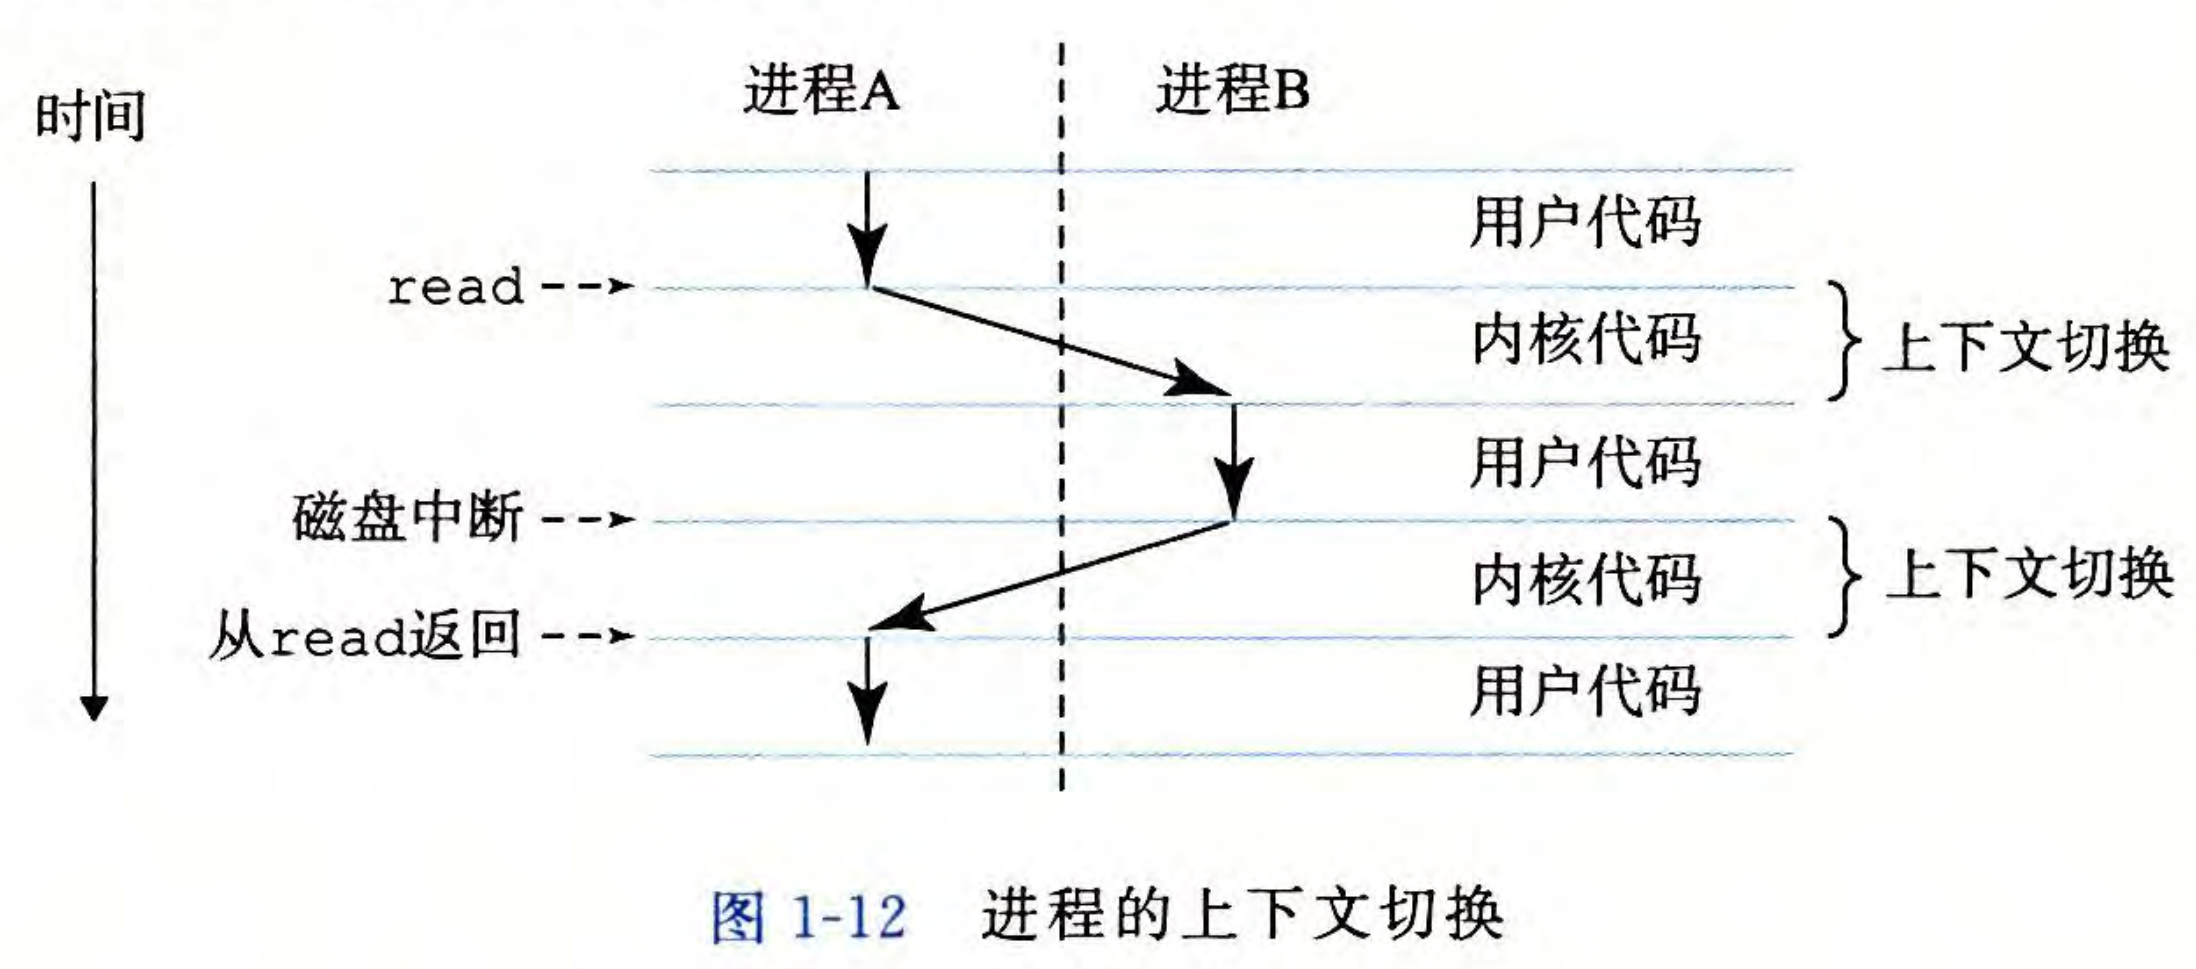 进程A 进程B
时间
用户代码
read
内核代码 上下文切换
用户代码
磁盘中断
内核代码 上下文切换
从read返回
用户代码
图 1-12 进程的上下文切换